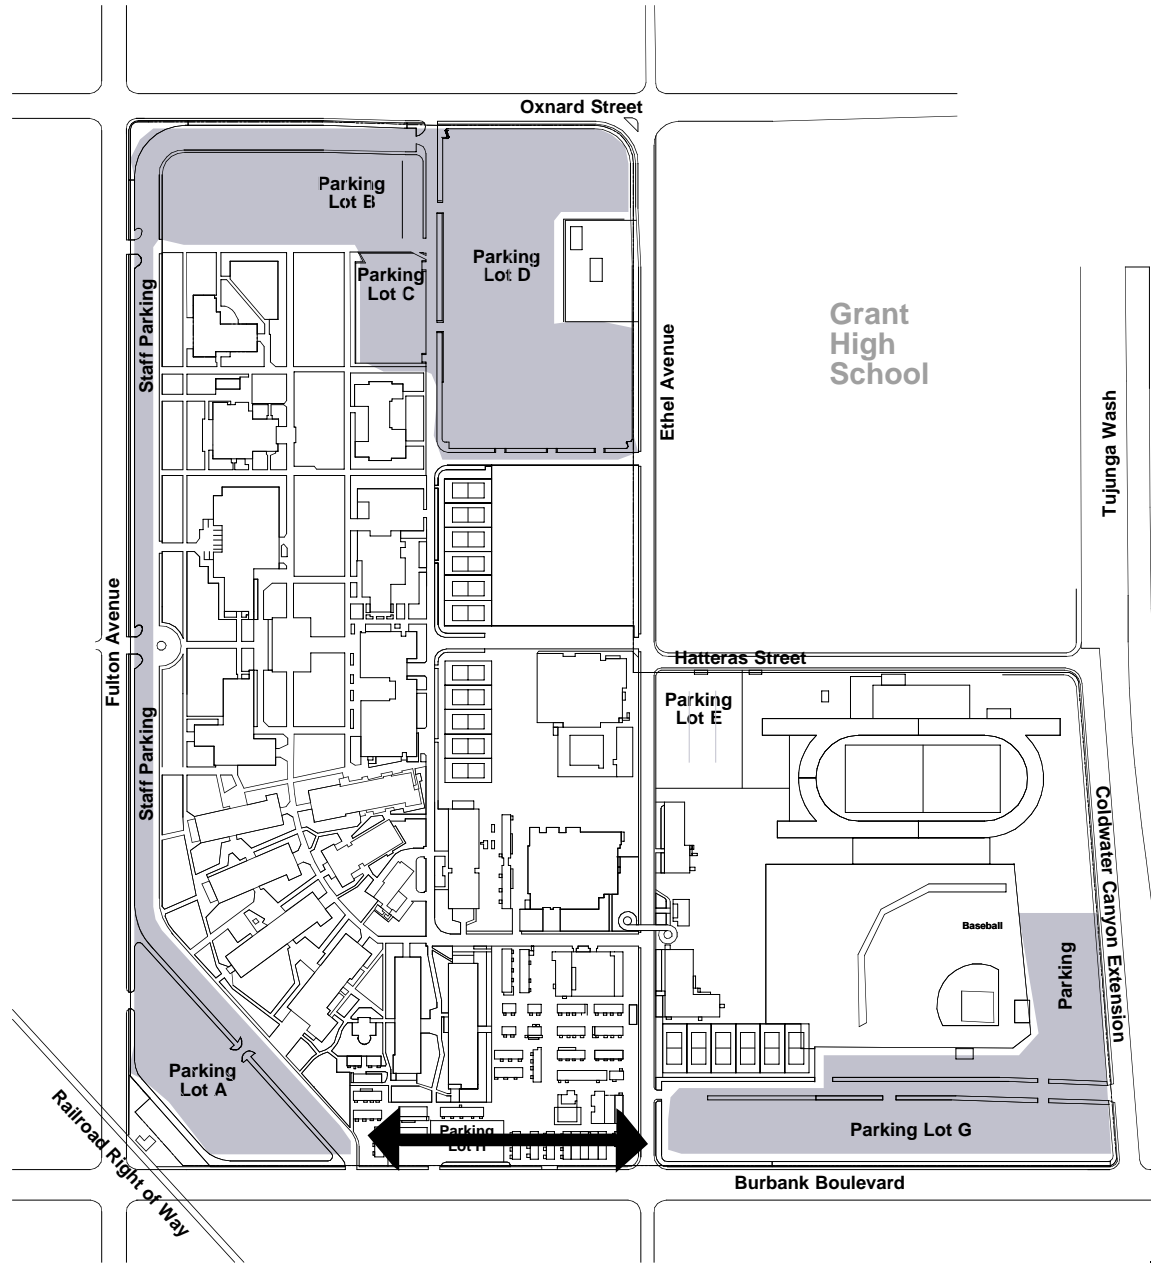 Oxnard Street
Parking
Lot B
Parking
Lot C
Parking
Lot D
Staff Parking
Ethel Avenue
Grant
High
School
Tujunga Wash
Fulton Avenue
Hatteras Street
Parking
Lot E
Staff Parking
Coldwater Canyon Extension
Baseball
Parking
Parking
Lot A
Parking
Lot H
Parking Lot G
Railroad Right of Way
Burbank Boulevard